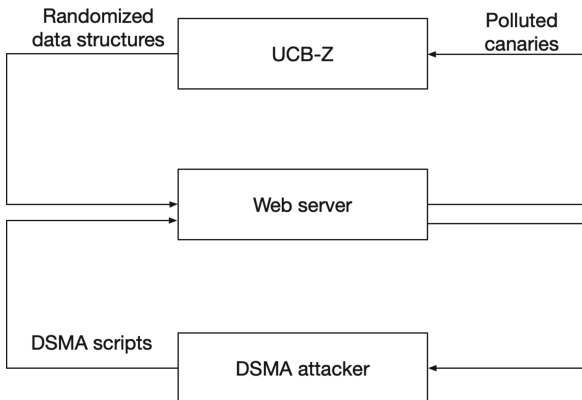 Randomized
data structures
UCB-Z
Polluted
canaries
Web server
DSMA scripts
DSMA attacker